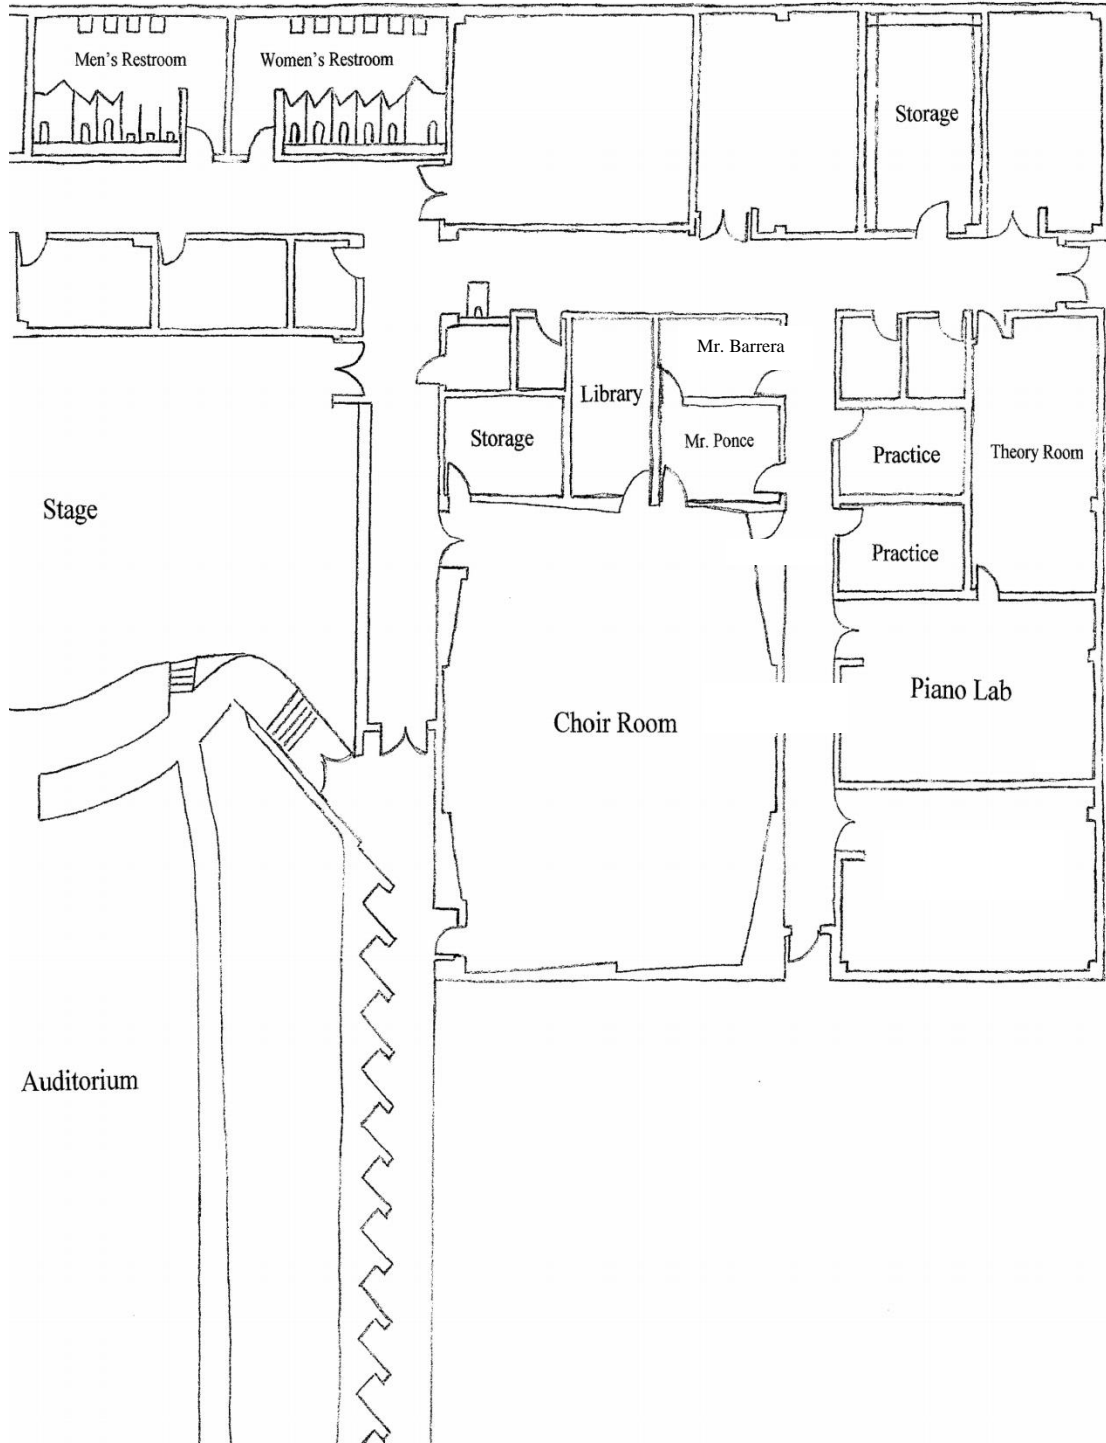 Men's Restroom
Women's Restroom
Storage
Mr. Barrera
Library
Storage
Mr. Ponce
Practice
Theory Room
Stage
Practice
Piano Lab
Choir Room
Auditorium